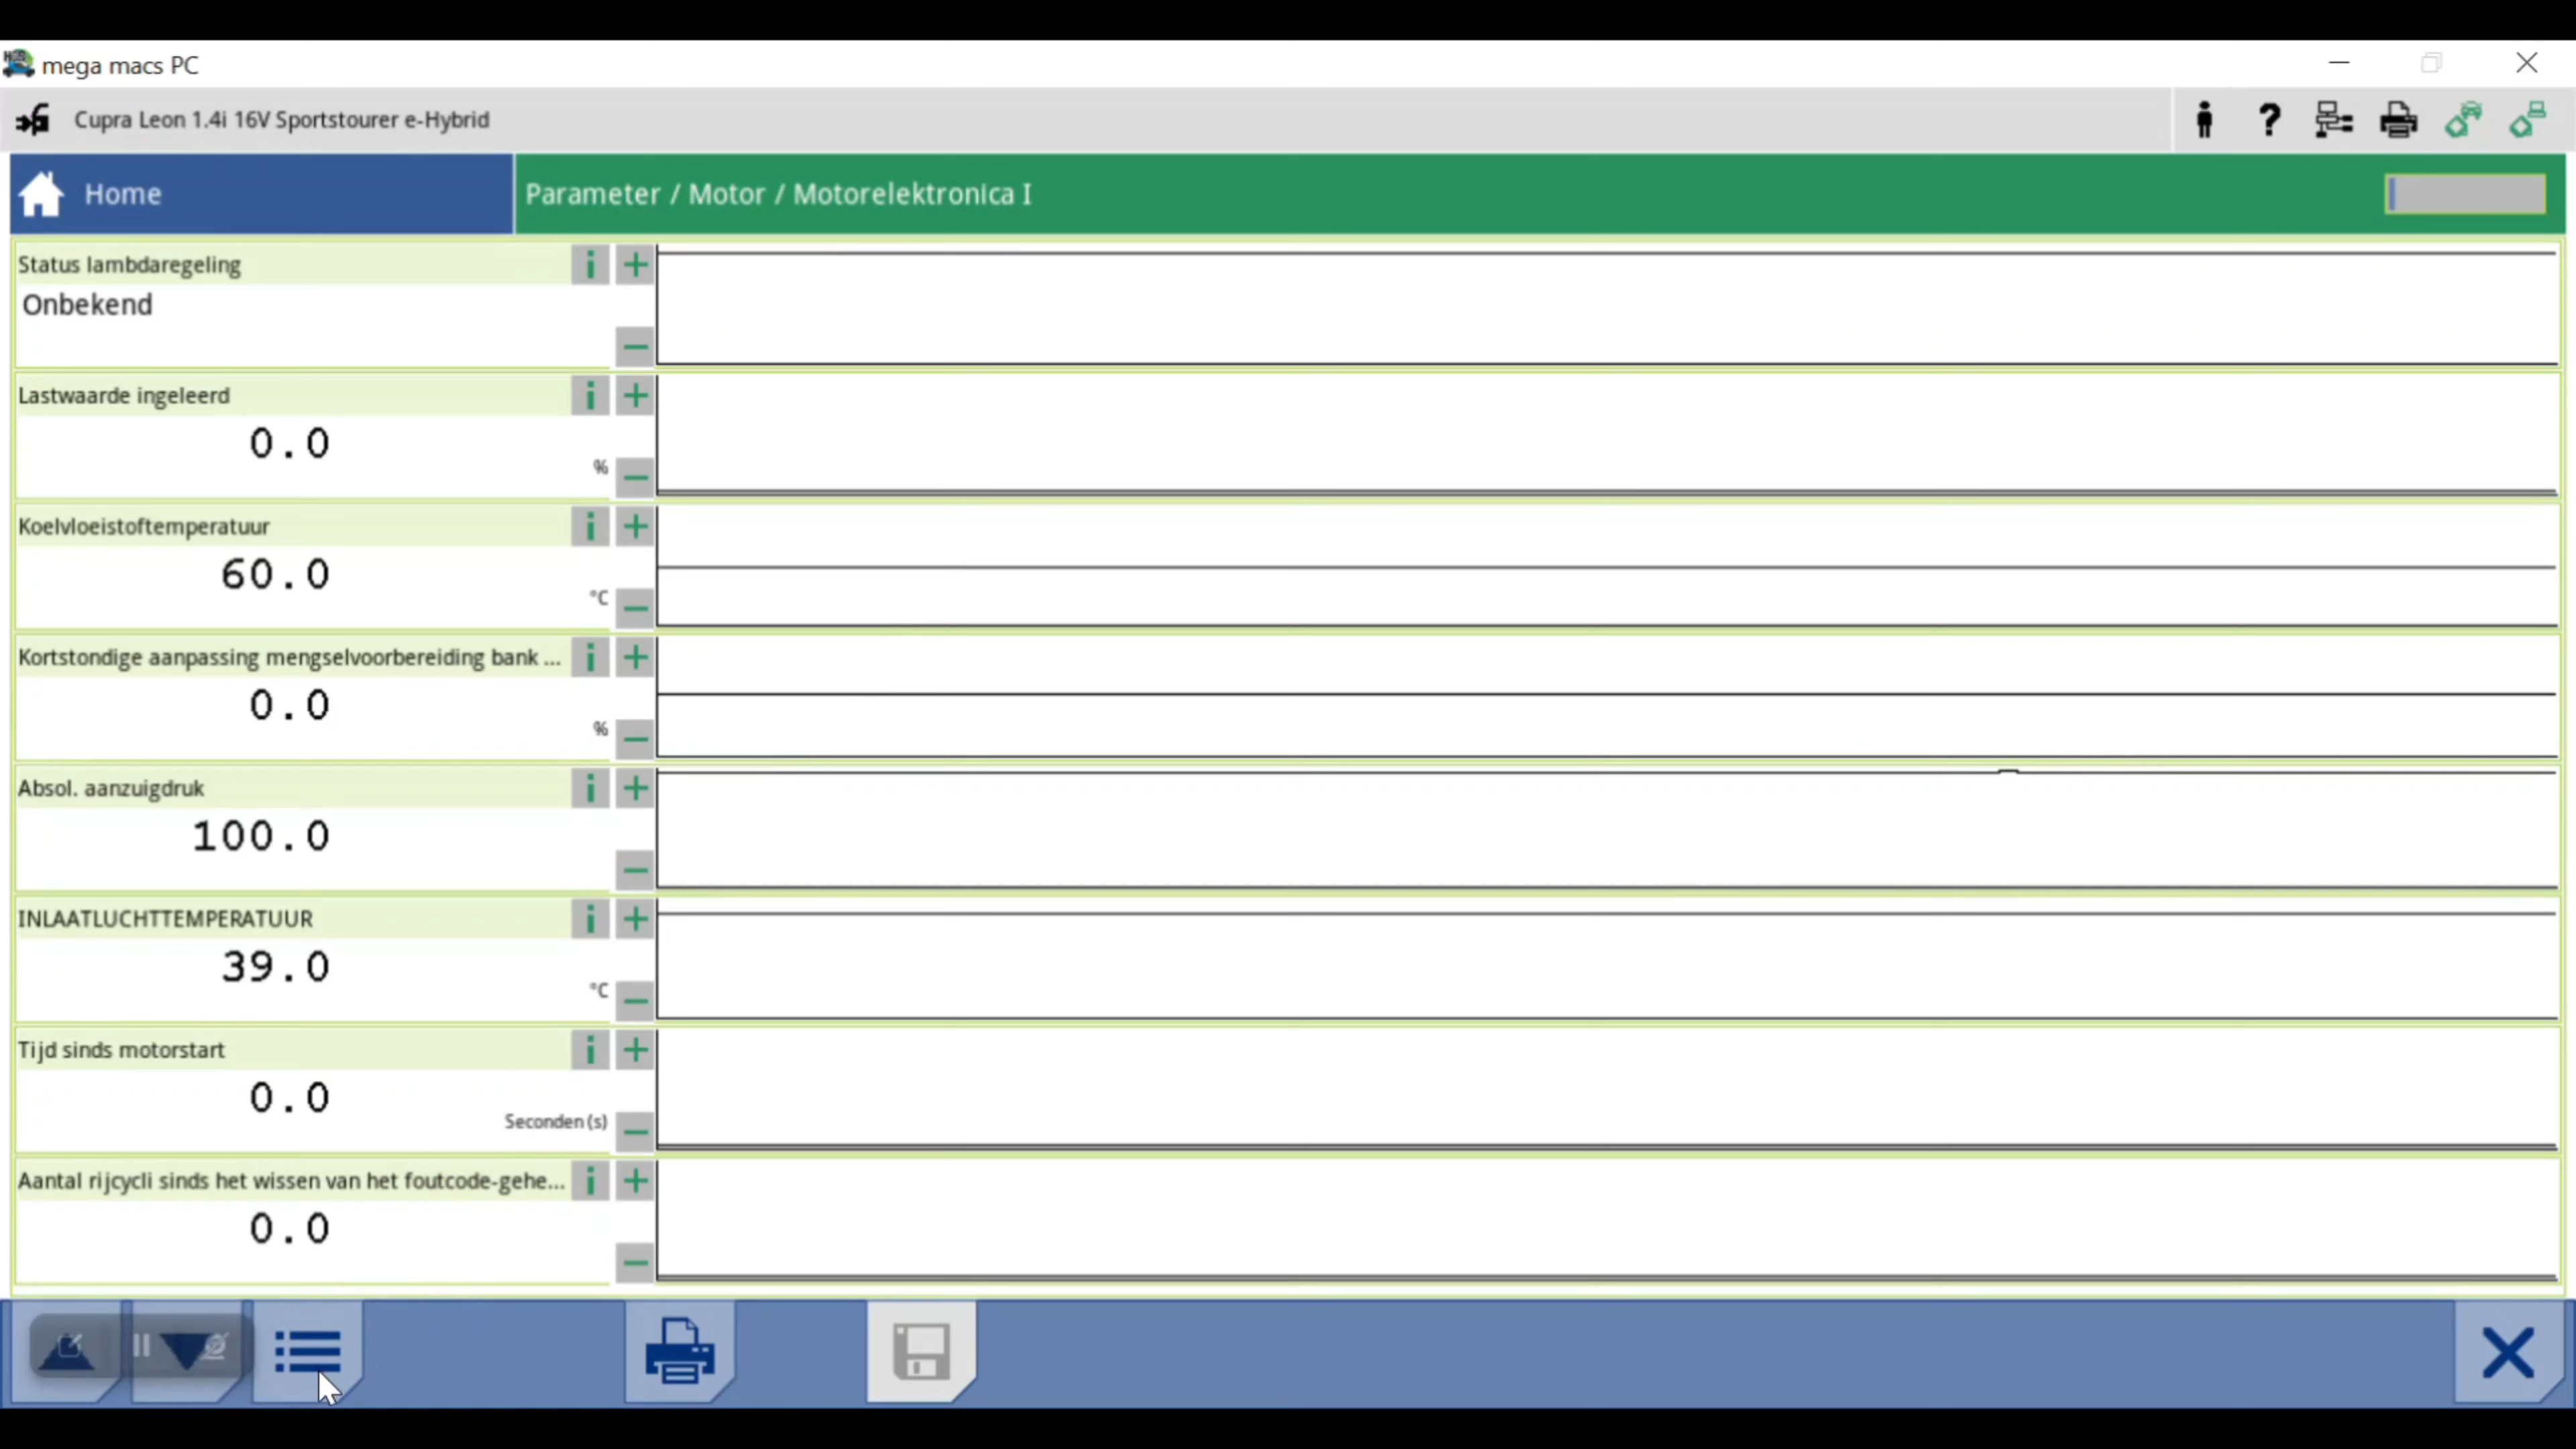 mega macs PC
Cupra Leon 1.4i 16V Sportstourer e-Hybrid
?
Home
Parameter / Motor / Motorelektronica I
Status lambdaregeling
i +
Onbekend
Lastwaarde ingeleerd
i +
0.0
%
Koelvloeistoftemperatuur
i +
60.0
°C
Kortstondige aanpassing mengselvoorbereiding bank ...
i +
0.0
%
Absol. aanzuigdruk
i +
100.0
INLAATLUCHTTEMPERATUUR
i +
39.0
°C
Tijd sinds motorstart
i +
0.0
Seconden (s)
Aantal rijcycli sinds het wissen van het foutcode-gehe...
i +
0.0